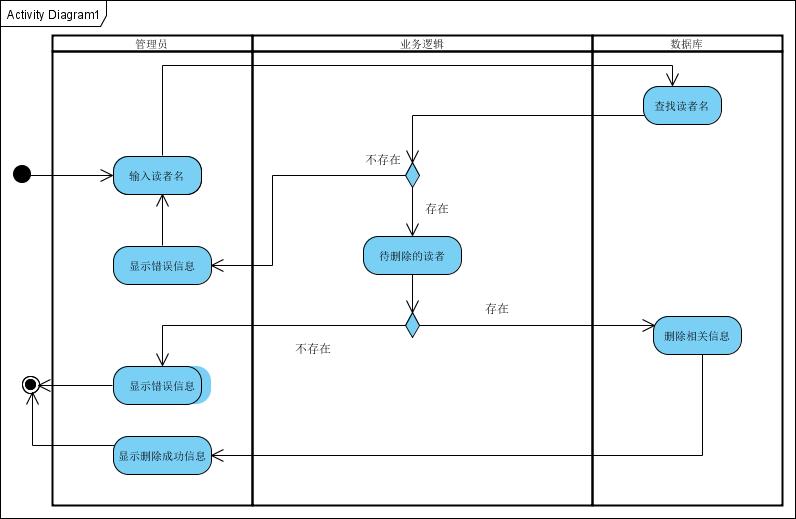 Activity Diagram1
管理员
业务逻辑
数据库
查找读者名
不存在
输入读者名
存在
显示错误信息
待删除的读者
存在
删除相关信息
不存在
显示错误信息
显示删除成功信息